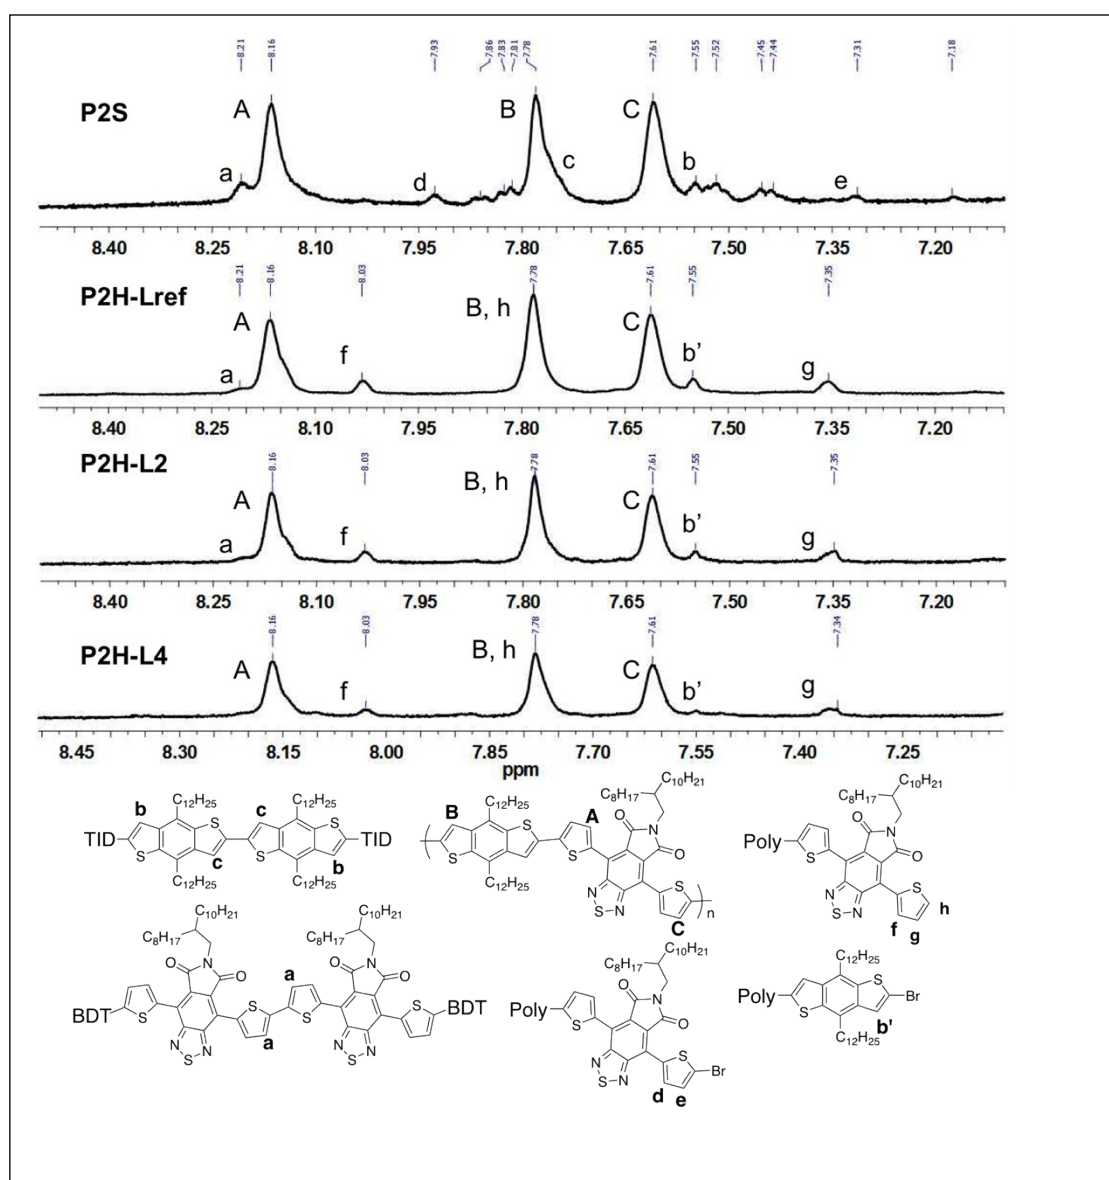 8.21 8.16 7.93 7.86 7.83 7.81 7.78 7.61 7.55 7.52 7.45 7.44 7.31 7.18
P2S
A B C
a d c b e
8.40 8.25 8.10 7.95 7.80 7.65 7.50 7.35 7.20
8.21 8.16 8.03 7.78 7.61 7.55 7.35
P2H-Lref
A B, h C
a f b' g
8.40 8.25 8.10 7.95 7.80 7.65 7.50 7.35 7.20
P2H-L2
8.16 8.03 7.78 7.61 7.55 7.35
A B, h C
a f b' g
8.40 8.25 8.10 7.95 7.80 7.65 7.50 7.35 7.20
8.16 8.03 7.78 7.61 7.34
P2H-L4
A B, h C
f b' g
8.45 8.30 8.15 8.00 7.85 7.70 7.55 7.40 7.25
ppm
b C12H25 c C12H25
TID S S S S TID
c b
C12H25 C12H25
C10H21
C8H17
B C12H25 A O N
S S S O
C12H25 N S N S n
C
C10H21
C8H17
O N
Poly S O
N S N S h
f g
C10H21 C10H21
C8H17 C8H17
O N O a O N O
BDT S S S S BDT
a
N S N N S N
C10H21
C8H17
O N
Poly S O
N S N S Br
d e
C12H25
Poly S S Br
b'
C12H25